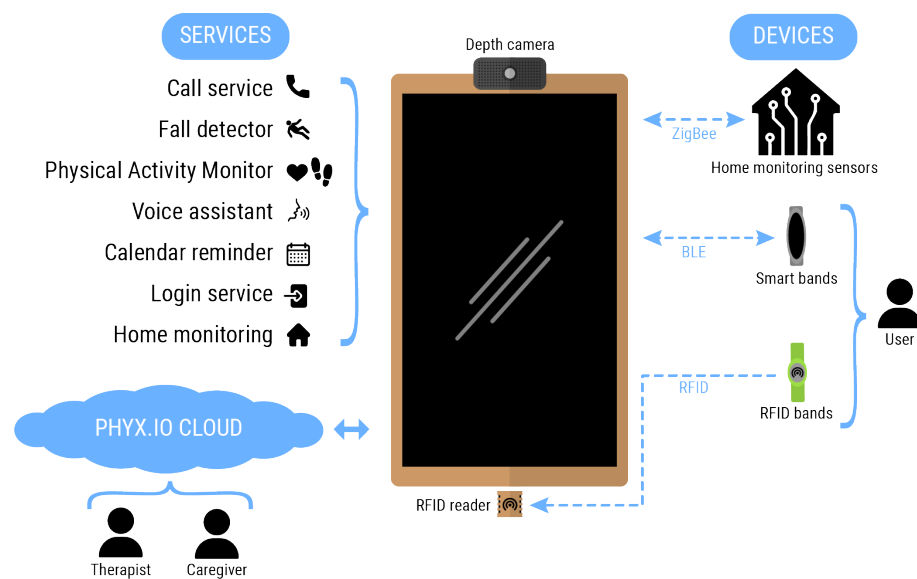 SERVICES
Call service
Fall detector
Physical Activity Monitor
Voice assistant
Calendar reminder
Login service
Home monitoring
PHYX.IO CLOUD
Therapist
Caregiver
Depth camera
RFID reader
DEVICES
ZigBee
Home monitoring sensors
BLE
Smart bands
User
RFID
RFID bands